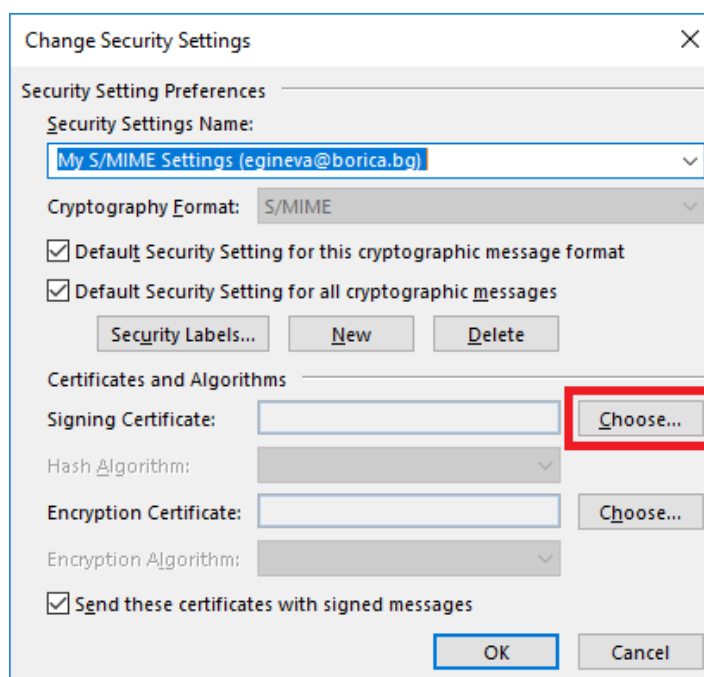 Change Security Settings
Security Setting Preferences
Security Settings Name:
My S/MIME Settings (egineva@borica.bg)
Cryptography Format: S/MIME
Default Security Setting for this cryptographic message format
Default Security Setting for all cryptographic messages
Security Labels... New Delete
Certificates and Algorithms
Signing Certificate: Choose...
Hash Algorithm:
Encryption Certificate: Choose...
Encryption Algorithm:
Send these certificates with signed messages
OK Cancel